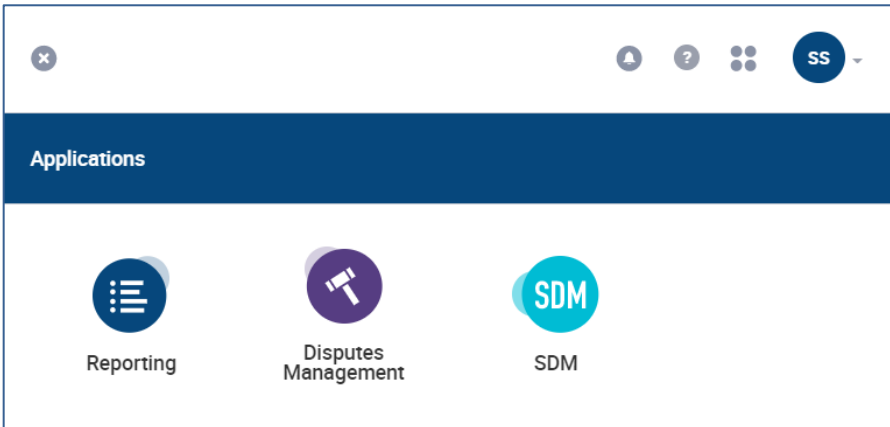 ?
SS
Applications
SDM
Reporting
Disputes
Management
SDM